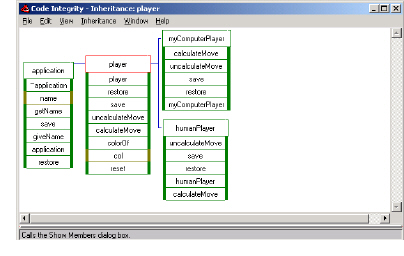 Code Integrity - Inheritance: player
File Edit View Inheritance Window Help
application
~application
name
getName
save
giveName
application
restore
player
player
restore
save
uncalculateMove
calculateMove
colorOf
col
reset
myComputerPlayer
calculateMove
uncalculateMove
save
restore
myComputerPlayer
humanPlayer
uncalculateMove
save
restore
humanPlayer
calculateMove
Calls the Show Members dialog box.